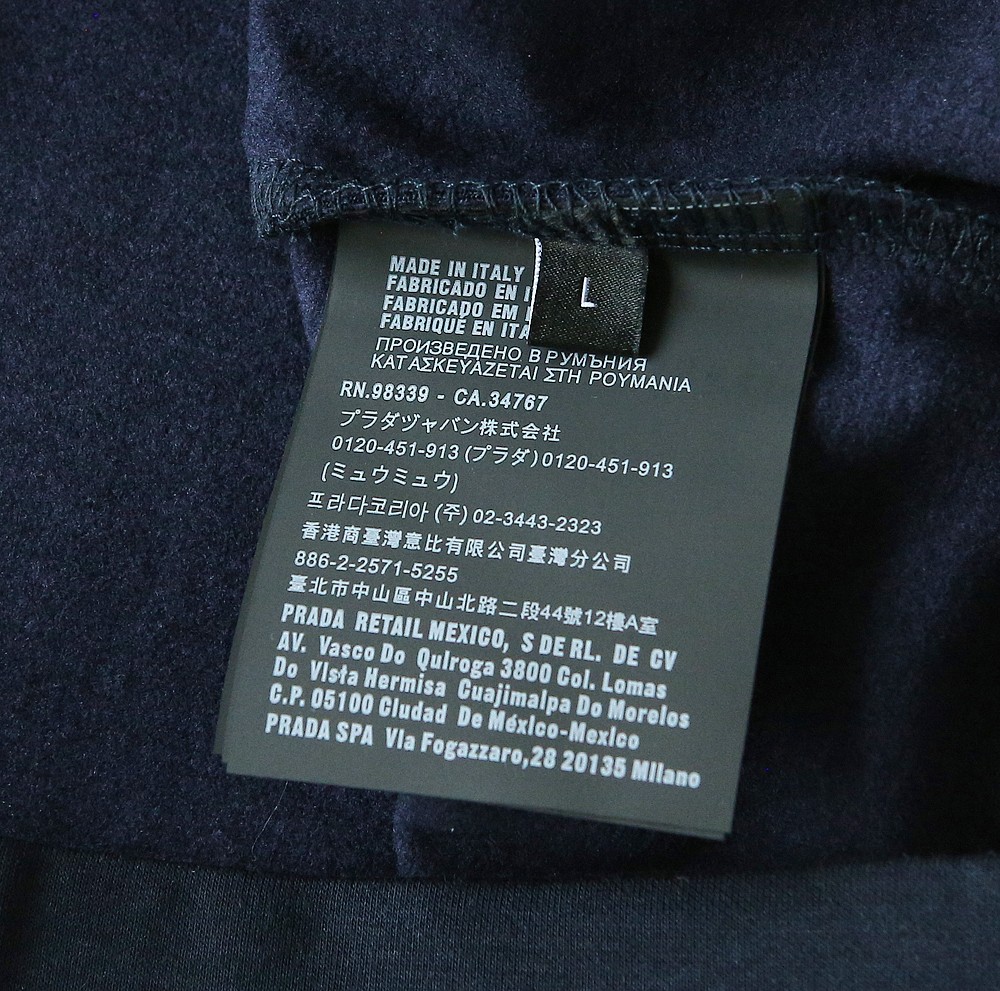 MADE IN ITALY
L
FABRICADO EN
FABRICADO EM
FABRIQUÉ EN ITA
ПРОИЗВЕДЕНО В РУМЪНИЯ
ΚΑΤΑΣΚΕΥΑΖΕΤΑΙ ΣΤΗ ΡΟΥΜΑΝΙΑ
RN.98339 - CA.34767
プラダヅャバン株式会社
0120-451-913 (プラダ) 0120-451-913
(ミュウミュウ)
프라다코리아 (주) 02-3443-2323
香港商臺灣意比有限公司臺灣分公司
886-2-2571-5255
臺北市中山區中山北路二段44號12樓A室
PRADA RETAIL MEXICO, S DE RL. DE CV
AV. Vasco Do Quiroga 3800 Col. Lomas
Do Vista Hermisa Cuajimalpa Do Morelos
C.P. 05100 Ciudad De México-Mexico
PRADA SPA Via Fogazzaro,28 20135 Milano